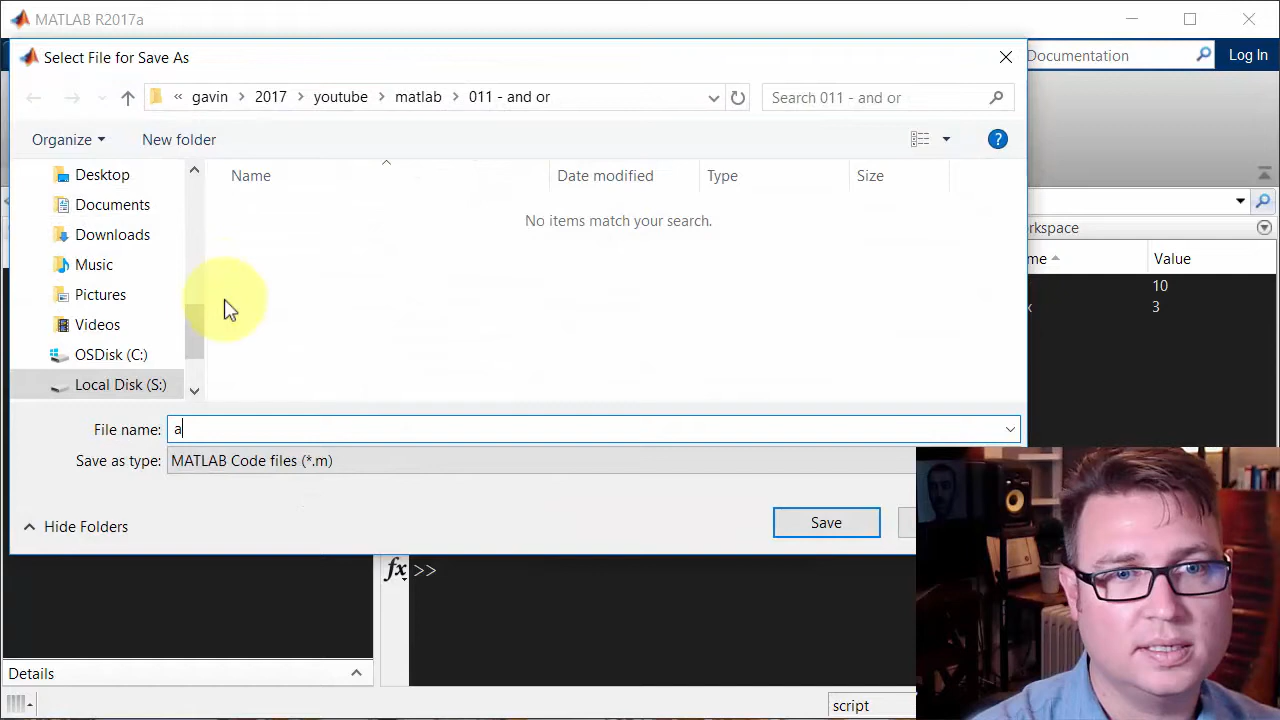 MATLAB R2017a
Select File for Save As
« gavin > 2017 > youtube > matlab > 011 - and or
Search 011 - and or
Documentation
Log In
Organize
New folder
Name
Date modified
Type
Size
No items match your search.
Desktop
Documents
Downloads
Music
Pictures
Videos
OSDisk (C:)
Local Disk (S:)
rkspace
me
Value
10
x
3
File name:
a
Save as type:
MATLAB Code files (*.m)
Hide Folders
Save
fx >>
Details
script